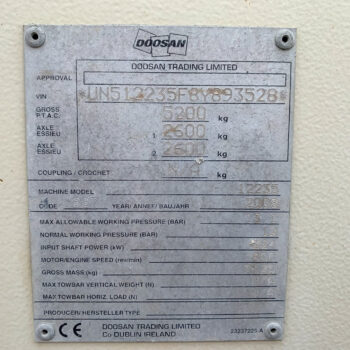 DOOSAN
DOOSAN TRADING LIMITED
APPROVAL
VIN *UN512235F8Y893528*
GROSS P.T.A.C. 5200 kg
AXLE ESSIEU 1 2600 kg
AXLE ESSIEU 2 2600 kg
COUPLING / CROCHET kg
MACHINE MODEL 12235
CODE YEAR/ ANNEE/ BAUJAHR 2008
MAX ALLOWABLE WORKING PRESSURE (BAR)
NORMAL WORKING PRESSURE (BAR)
INPUT SHAFT POWER (kW)
MOTOR/ENGINE SPEED (rev/min)
GROSS MASS (kg)
MAX TOWBAR VERTICAL WEIGHT (N)
MAX TOWBAR HORIZ. LOAD (N)
PRODUCER/HERSTELLER TYPE
CE DOOSAN TRADING LIMITED
Co DUBLIN IRELAND 23237225 A